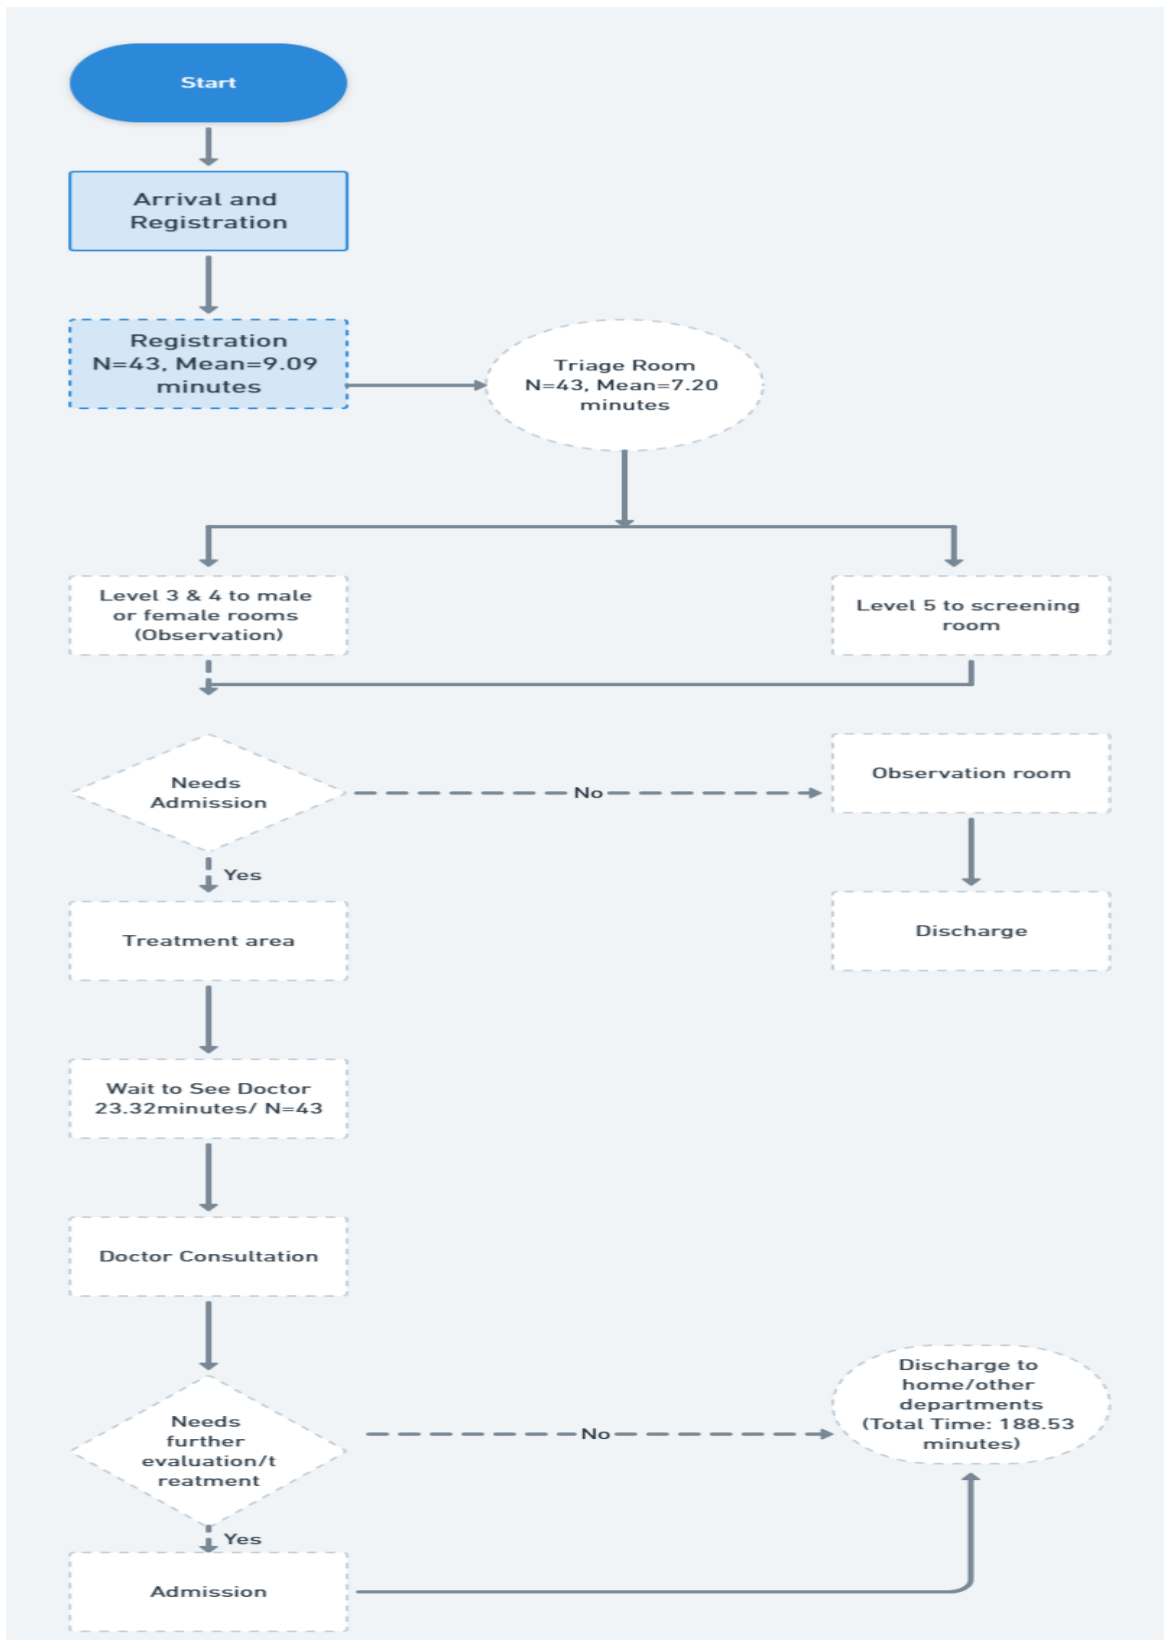 Start
Arrival and
Registration
Registration
N=43, Mean=9.09
minutes
Triage Room
N=43, Mean=7.20
minutes
Level 3 & 4 to male
or female rooms
(Observation)
Level 5 to screening
room
Needs
Admission
No
Observation room
Yes
Treatment area
Discharge
Wait to See Doctor
23.32minutes/ N=43
Doctor Consultation
Needs
further
evaluation/t
reatment
No
Discharge to
home/other
departments
(Total Time: 188.53
minutes)
Yes
Admission